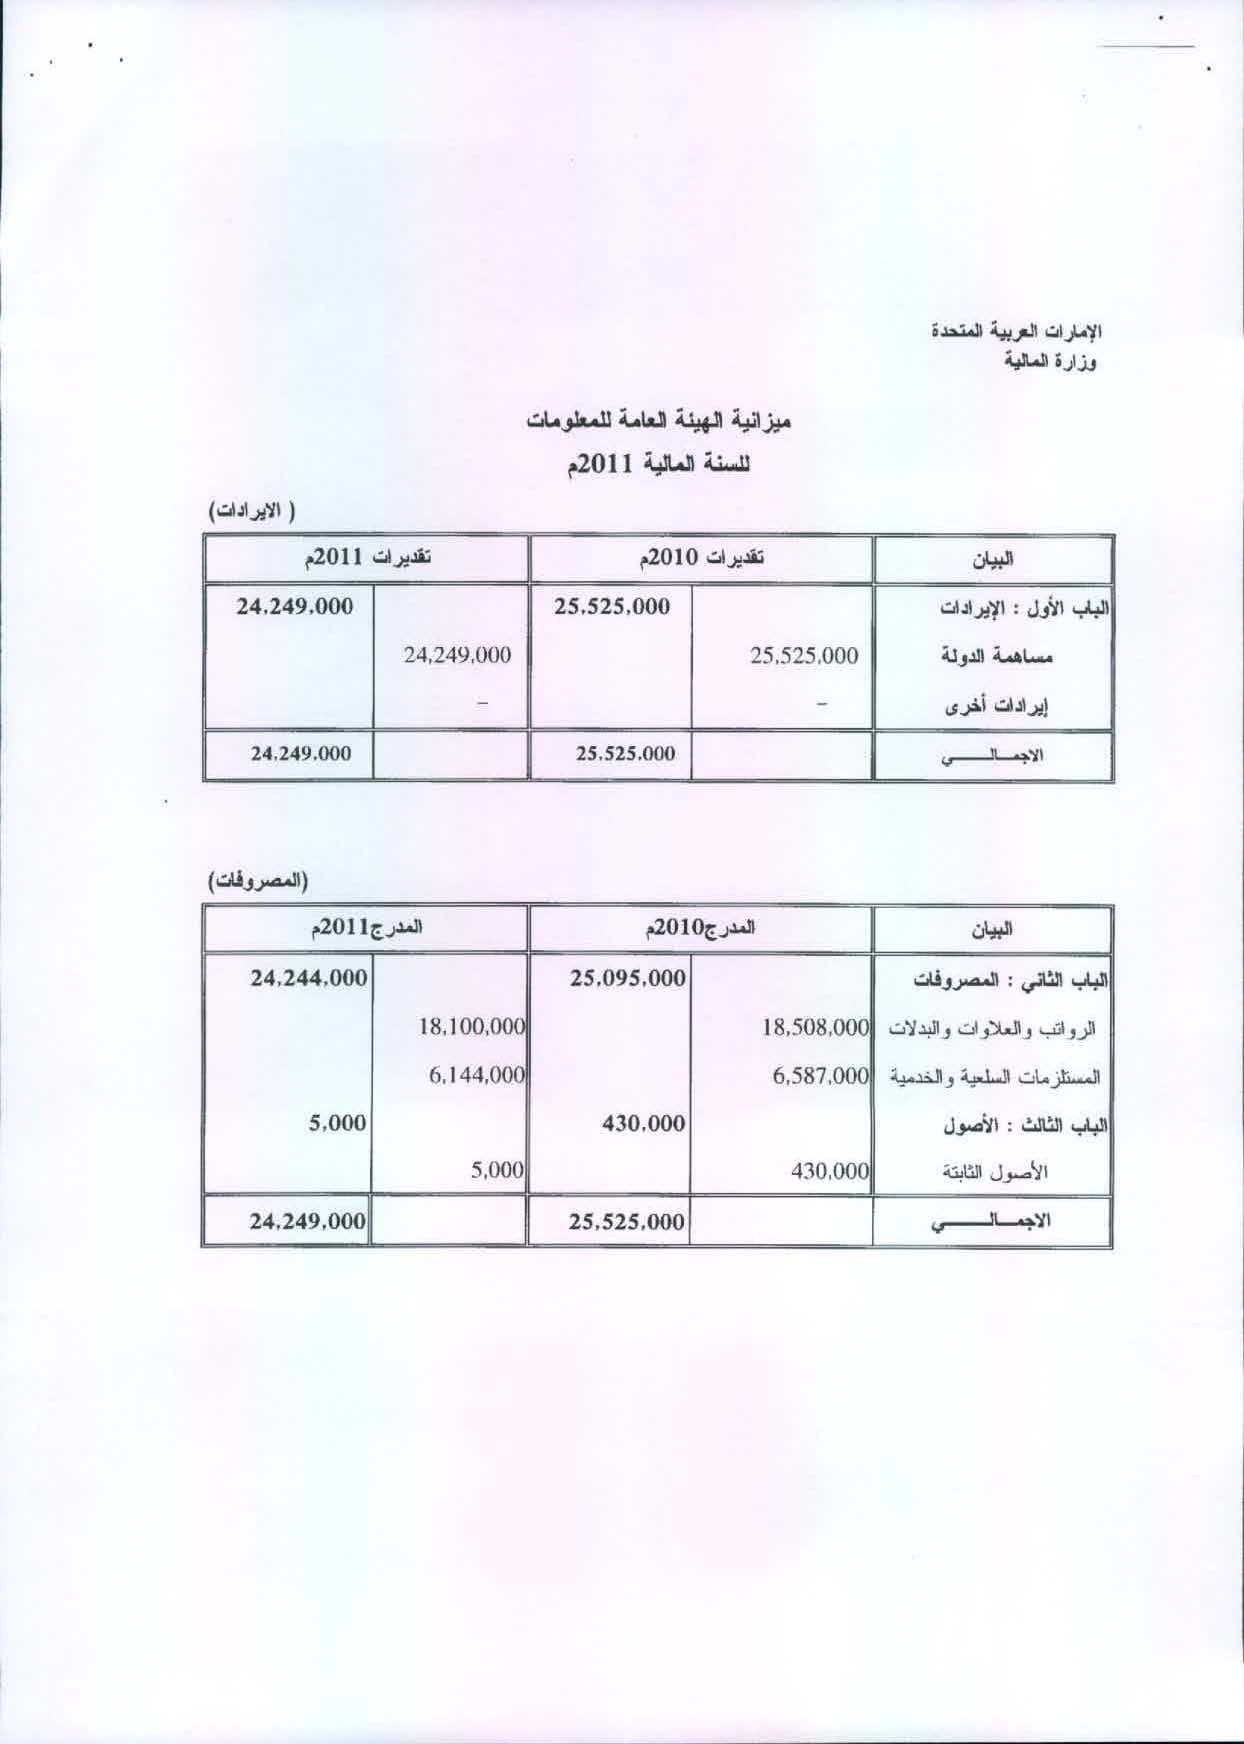 الإمارات العربية المتحدة
وزارة المالية
ميزانية الهيئة العامة للمعلومات
للسنة المالية 2011م
( الايرادات)
البيان تقديرات 2010م تقديرات 2011م
الباب الأول : الإيرادات 25,525,000 24,249,000
مساهمة الدولة 25,525,000 24,249,000
إيرادات أخرى – –
الاجمـــالـــــــي 25,525,000 24,249,000
(المصروفات)
البيان المدرج2010م المدرج2011م
الباب الثاني : المصروفات 25,095,000 24,244,000
الرواتب والعلاوات والبدلات 18,508,000 18,100,000
المستلزمات السلعية والخدمية 6,587,000 6,144,000
الباب الثالث : الأصول 430,000 5,000
الأصول الثابتة 430,000 5,000
الاجمـــالـــــــي 25,525,000 24,249,000